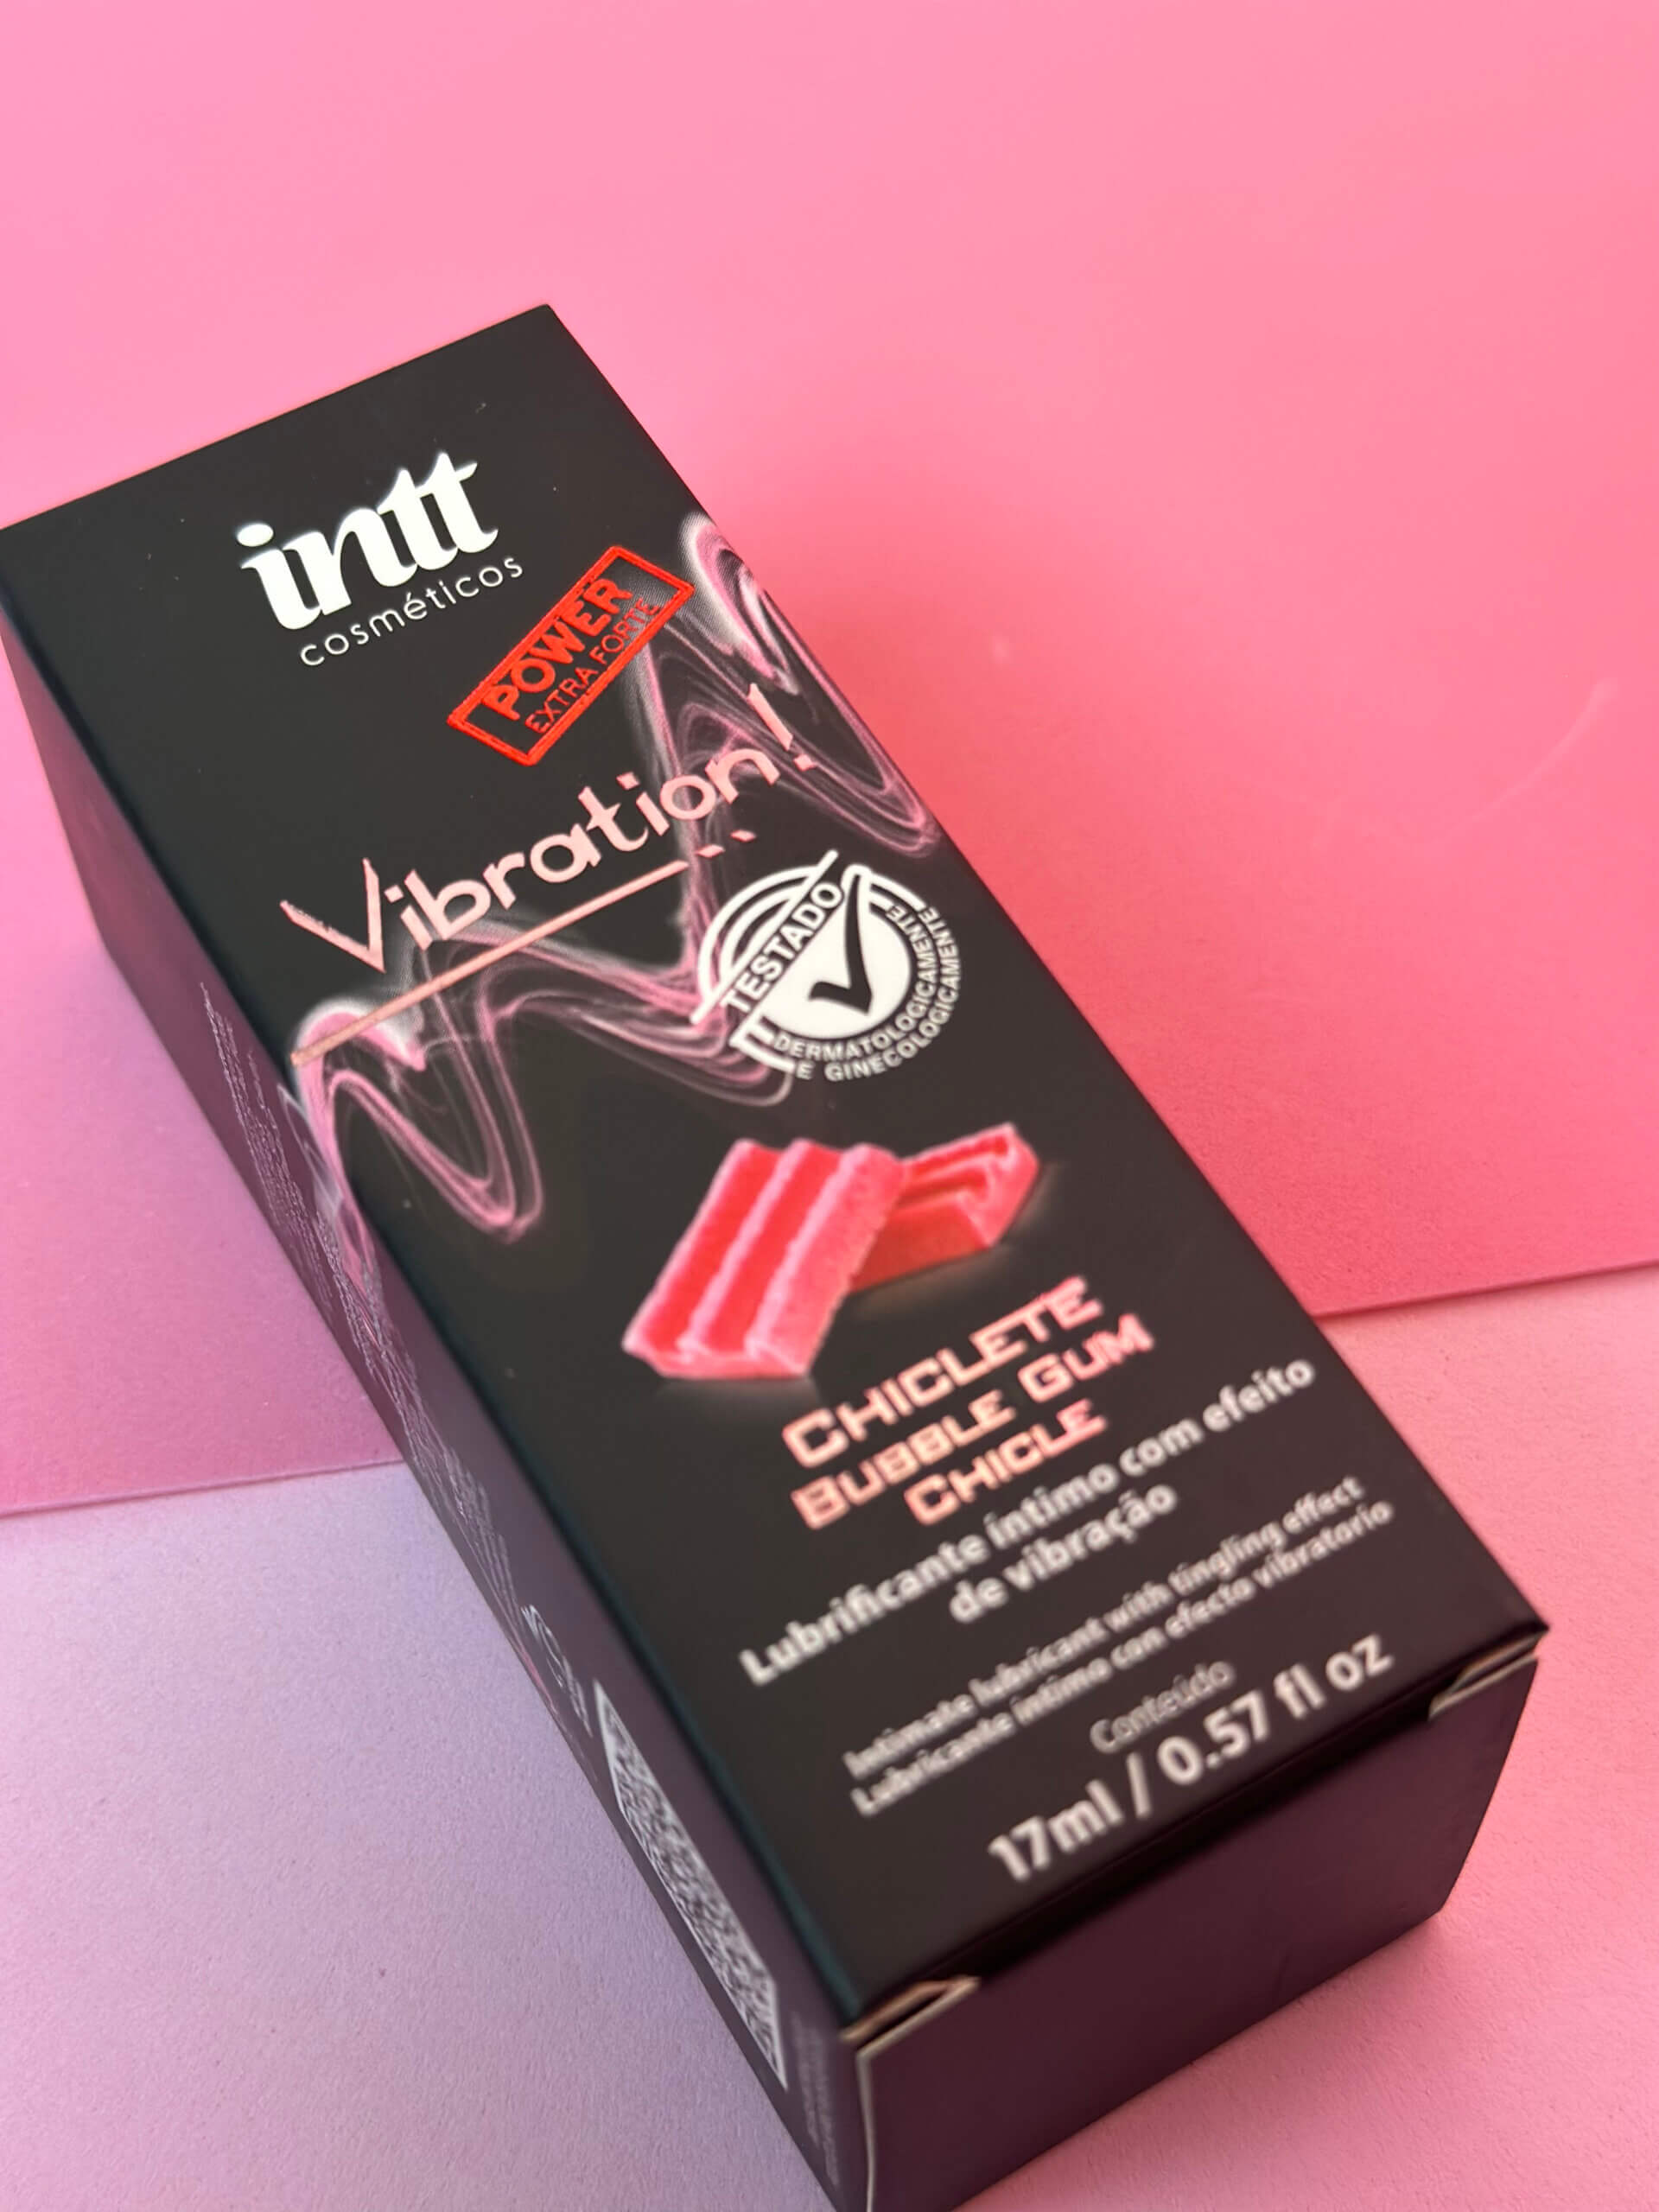 intt
cosméticos
POWER
EXTRA FORTE
Vibration!
TESTADO
DERMATOLOGICAMENTE
E GINECOLOGICAMENTE
CHICLETE
BUBBLE GUM
CHICLE
Lubrificante íntimo com efeito
de vibração
Intimate lubricant with tingling effect
Lubricante íntimo con efecto vibratorio
Conteúdo
17ml / 0.57 fl oz